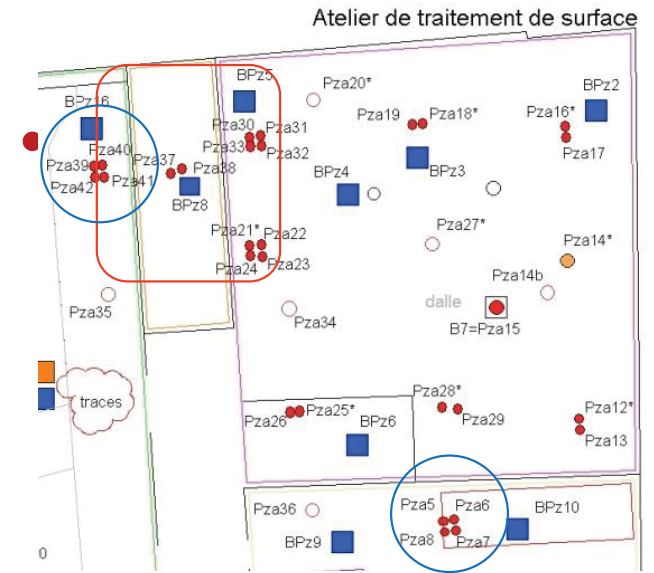 Atelier de traitement de surface
BPz5
Pza20*
BPz2
BPz16
Pza30
Pza31
Pza19
Pza18*
Pza16*
Pza40
Pza33
Pza32
Pza17
Pza39
Pza37
Pza38
BPz4
BPz3
Pza42
Pza41
BPz8
Pza21*
Pza22
Pza27*
Pza14*
Pza24
Pza23
Pza14b
dalle
Pza35
Pza34
B7=Pza15
traces
Pza28*
Pza12*
Pza26
Pza25*
BPz6
Pza29
Pza13
Pza36
Pza5
Pza6
BPz10
BPz9
Pza8
Pza7
0